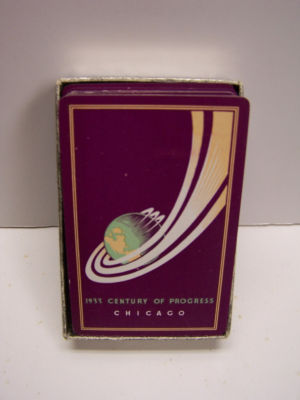 1933 CENTURY OF PROGRESS
CHICAGO